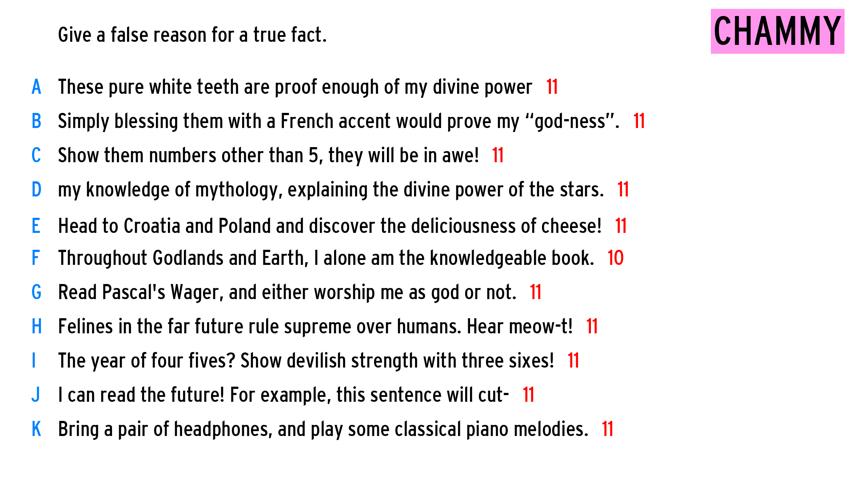 CHAMMY
Give a false reason for a true fact.
A These pure white teeth are proof enough of my divine power 11
B Simply blessing them with a French accent would prove my “god-ness”. 11
C Show them numbers other than 5, they will be in awe! 11
D my knowledge of mythology, explaining the divine power of the stars. 11
E Head to Croatia and Poland and discover the deliciousness of cheese! 11
F Throughout Godlands and Earth, I alone am the knowledgeable book. 10
G Read Pascal's Wager, and either worship me as god or not. 11
H Felines in the far future rule supreme over humans. Hear meow-t! 11
I The year of four fives? Show devilish strength with three sixes! 11
J I can read the future! For example, this sentence will cut- 11
K Bring a pair of headphones, and play some classical piano melodies. 11